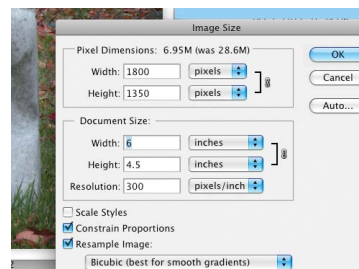 Image Size
Pixel Dimensions: 6.95M (was 28.6M)
Width: 1800 pixels
Height: 1350 pixels
OK
Cancel
Auto...
Document Size:
Width: 6 inches
Height: 4.5 inches
Resolution: 300 pixels/inch
Scale Styles
Constrain Proportions
Resample Image:
Bicubic (best for smooth gradients)